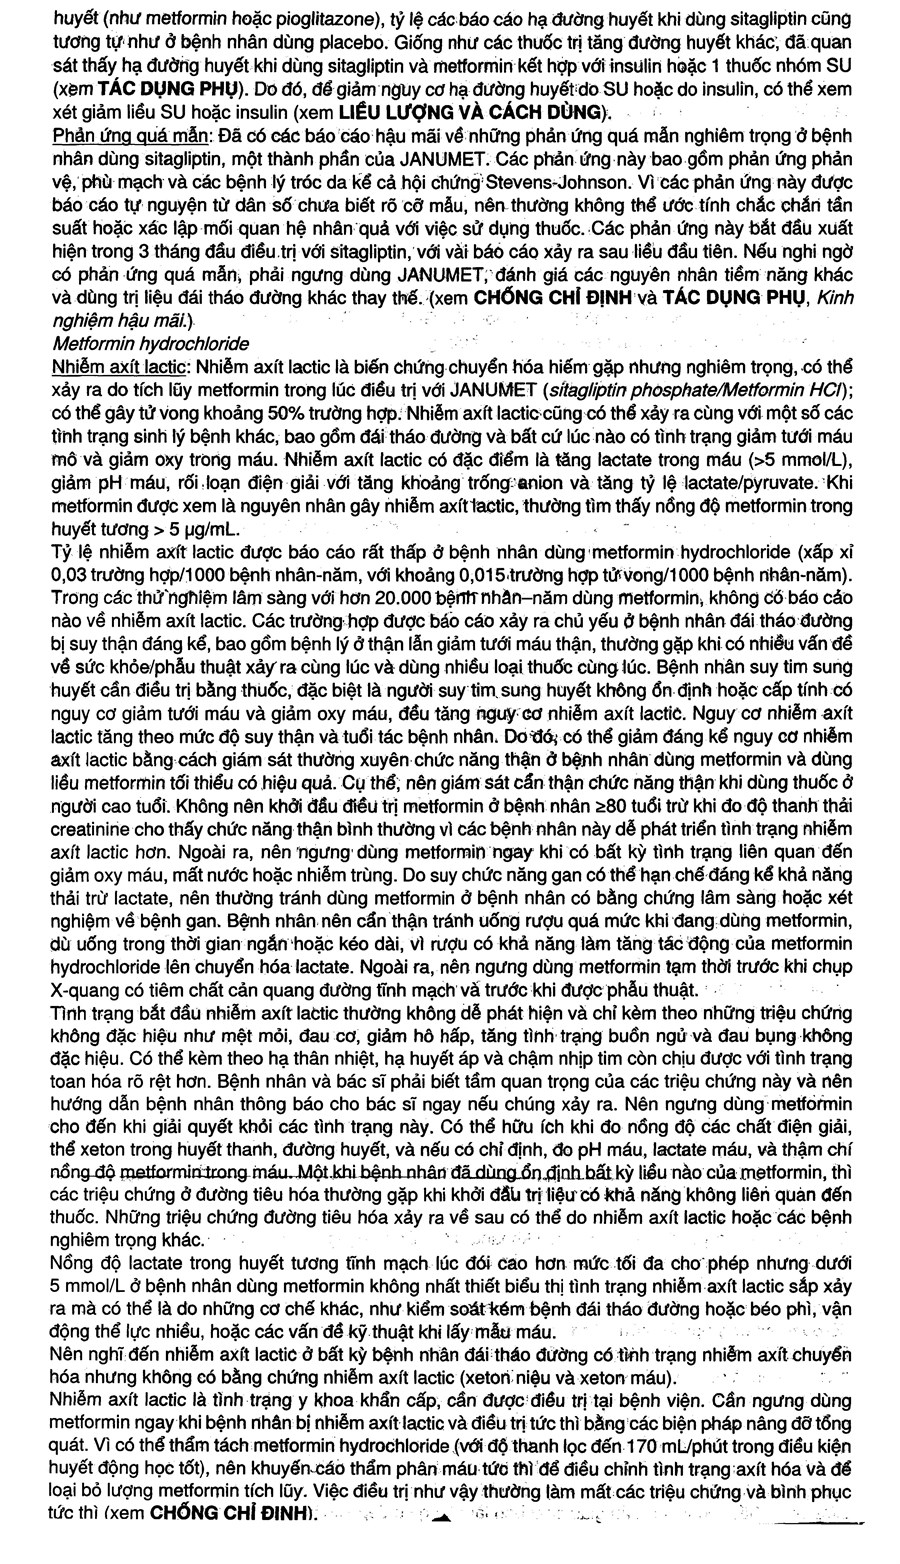 huyết (như metformin hoặc pioglitazone), tỷ lệ các báo cáo hạ đường huyết khi dùng sitagliptin cũng
tương tự như ở bệnh nhân dùng placebo. Giống như các thuốc trị tăng đường huyết khác, đã quan
sát thấy hạ đường huyết khi dùng sitagliptin và metformin kết hợp với insulin hoặc 1 thuốc nhóm SU
(xem TÁC DỤNG PHỤ). Do đó, để giảm nguy cơ hạ đường huyết do SU hoặc do insulin, có thể xem
xét giảm liều SU hoặc insulin (xem LIỀU LƯỢNG VÀ CÁCH DÙNG).
Phản ứng quá mẫn: Đã có các báo cáo hậu mãi về những phản ứng quá mẫn nghiêm trọng ở bệnh
nhân dùng sitagliptin, một thành phần của JANUMET. Các phản ứng này bao gồm phản ứng phản
vệ, phù mạch và các bệnh lý tróc da kể cả hội chứng Stevens-Johnson. Vì các phản ứng này được
báo cáo tự nguyện từ dân số chưa biết rõ cỡ mẫu, nên thường không thể ước tính chắc chắn tần
suất hoặc xác lập mối quan hệ nhân quả với việc sử dụng thuốc. Các phản ứng này bắt đầu xuất
hiện trong 3 tháng đầu điều trị với sitagliptin, với vài báo cáo xảy ra sau liều đầu tiên. Nếu nghi ngờ
có phản ứng quá mẫn, phải ngưng dùng JANUMET, đánh giá các nguyên nhân tiềm năng khác
và dùng trị liệu đái tháo đường khác thay thế. (xem CHỐNG CHỈ ĐỊNH và TÁC DỤNG PHỤ, Kinh
nghiệm hậu mãi.)
Metformin hydrochloride
Nhiễm axít lactic: Nhiễm axít lactic là biến chứng chuyển hóa hiếm gặp nhưng nghiêm trọng, có thể
xảy ra do tích lũy metformin trong lúc điều trị với JANUMET (sitagliptin phosphate/Metformin HCl);
có thể gây tử vong khoảng 50% trường hợp. Nhiễm axít lactic cũng có thể xảy ra cùng với một số các
tình trạng sinh lý bệnh khác, bao gồm đái tháo đường và bất cứ lúc nào có tình trạng giảm tưới máu
mô và giảm oxy trong máu. Nhiễm axít lactic có đặc điểm là tăng lactate trong máu (>5 mmol/L),
giảm pH máu, rối loạn điện giải với tăng khoảng trống anion và tăng tỷ lệ lactate/pyruvate. Khi
metformin được xem là nguyên nhân gây nhiễm axít lactic, thường tìm thấy nồng độ metformin trong
huyết tương > 5 µg/mL.
Tỷ lệ nhiễm axít lactic được báo cáo rất thấp ở bệnh nhân dùng metformin hydrochloride (xấp xỉ
0,03 trường hợp/1000 bệnh nhân-năm, với khoảng 0,015 trường hợp tử vong/1000 bệnh nhân-năm).
Trong các thử nghiệm lâm sàng với hơn 20.000 bệnh nhân–năm dùng metformin, không có báo cáo
nào về nhiễm axít lactic. Các trường hợp được báo cáo xảy ra chủ yếu ở bệnh nhân đái tháo đường
bị suy thận đáng kể, bao gồm bệnh lý ở thận lẫn giảm tưới máu thận, thường gặp khi có nhiều vấn đề
về sức khỏe/phẫu thuật xảy ra cùng lúc và dùng nhiều loại thuốc cùng lúc. Bệnh nhân suy tim sung
huyết cần điều trị bằng thuốc, đặc biệt là người suy tim sung huyết không ổn định hoặc cấp tính có
nguy cơ giảm tưới máu và giảm oxy máu, đều tăng nguy cơ nhiễm axít lactic. Nguy cơ nhiễm axít
lactic tăng theo mức độ suy thận và tuổi tác bệnh nhân. Do đó, có thể giảm đáng kể nguy cơ nhiễm
axít lactic bằng cách giám sát thường xuyên chức năng thận ở bệnh nhân dùng metformin và dùng
liều metformin tối thiểu có hiệu quả. Cụ thể, nên giám sát cẩn thận chức năng thận khi dùng thuốc ở
người cao tuổi. Không nên khởi đầu điều trị metformin ở bệnh nhân ≥80 tuổi trừ khi đo độ thanh thải
creatinine cho thấy chức năng thận bình thường vì các bệnh nhân này dễ phát triển tình trạng nhiễm
axít lactic hơn. Ngoài ra, nên ngưng dùng metformin ngay khi có bất kỳ tình trạng liên quan đến
giảm oxy máu, mất nước hoặc nhiễm trùng. Do suy chức năng gan có thể hạn chế đáng kể khả năng
thải trừ lactate, nên thường tránh dùng metformin ở bệnh nhân có bằng chứng lâm sàng hoặc xét
nghiệm về bệnh gan. Bệnh nhân nên cẩn thận tránh uống rượu quá mức khi đang dùng metformin,
dù uống trong thời gian ngắn hoặc kéo dài, vì rượu có khả năng làm tăng tác động của metformin
hydrochloride lên chuyển hóa lactate. Ngoài ra, nên ngưng dùng metformin tạm thời trước khi chụp
X-quang có tiêm chất cản quang đường tĩnh mạch và trước khi được phẫu thuật.
Tình trạng bắt đầu nhiễm axít lactic thường không dễ phát hiện và chỉ kèm theo những triệu chứng
không đặc hiệu như mệt mỏi, đau cơ, giảm hô hấp, tăng tình trạng buồn ngủ và đau bụng không
đặc hiệu. Có thể kèm theo hạ thân nhiệt, hạ huyết áp và chậm nhịp tim còn chịu được với tình trạng
toan hóa rõ rệt hơn. Bệnh nhân và bác sĩ phải biết tầm quan trọng của các triệu chứng này và nên
hướng dẫn bệnh nhân thông báo cho bác sĩ ngay nếu chúng xảy ra. Nên ngưng dùng metformin
cho đến khi giải quyết khỏi các tình trạng này. Có thể hữu ích khi đo nồng độ các chất điện giải,
thể xeton trong huyết thanh, đường huyết, và nếu có chỉ định, đo pH máu, lactate máu, và thậm chí
nồng độ metformin trong máu. Một khi bệnh nhân đã dùng ổn định bất kỳ liều nào của metformin, thì
các triệu chứng ở đường tiêu hóa thường gặp khi khởi đầu trị liệu có khả năng không liên quan đến
thuốc. Những triệu chứng đường tiêu hóa xảy ra về sau có thể do nhiễm axít lactic hoặc các bệnh
nghiêm trọng khác.
Nồng độ lactate trong huyết tương tĩnh mạch lúc đói cao hơn mức tối đa cho phép nhưng dưới
5 mmol/L ở bệnh nhân dùng metformin không nhất thiết biểu thị tình trạng nhiễm axít lactic sắp xảy
ra mà có thể là do những cơ chế khác, như kiểm soát kém bệnh đái tháo đường hoặc béo phì, vận
động thể lực nhiều, hoặc các vấn đề kỹ thuật khi lấy mẫu máu.
Nên nghĩ đến nhiễm axít lactic ở bất kỳ bệnh nhân đái tháo đường có tình trạng nhiễm axít chuyển
hóa nhưng không có bằng chứng nhiễm axít lactic (xeton niệu và xeton máu).
Nhiễm axít lactic là tình trạng y khoa khẩn cấp, cần được điều trị tại bệnh viện. Cần ngưng dùng
metformin ngay khi bệnh nhân bị nhiễm axít lactic và điều trị tức thì bằng các biện pháp nâng đỡ tổng
quát. Vì có thể thẩm tách metformin hydrochloride (với độ thanh lọc đến 170 mL/phút trong điều kiện
huyết động học tốt), nên khuyến cáo thẩm phân máu tức thì để điều chỉnh tình trạng axít hóa và để
loại bỏ lượng metformin tích lũy. Việc điều trị như vậy thường làm mất các triệu chứng và bình phục
tức thì (xem CHỐNG CHỈ ĐỊNH).